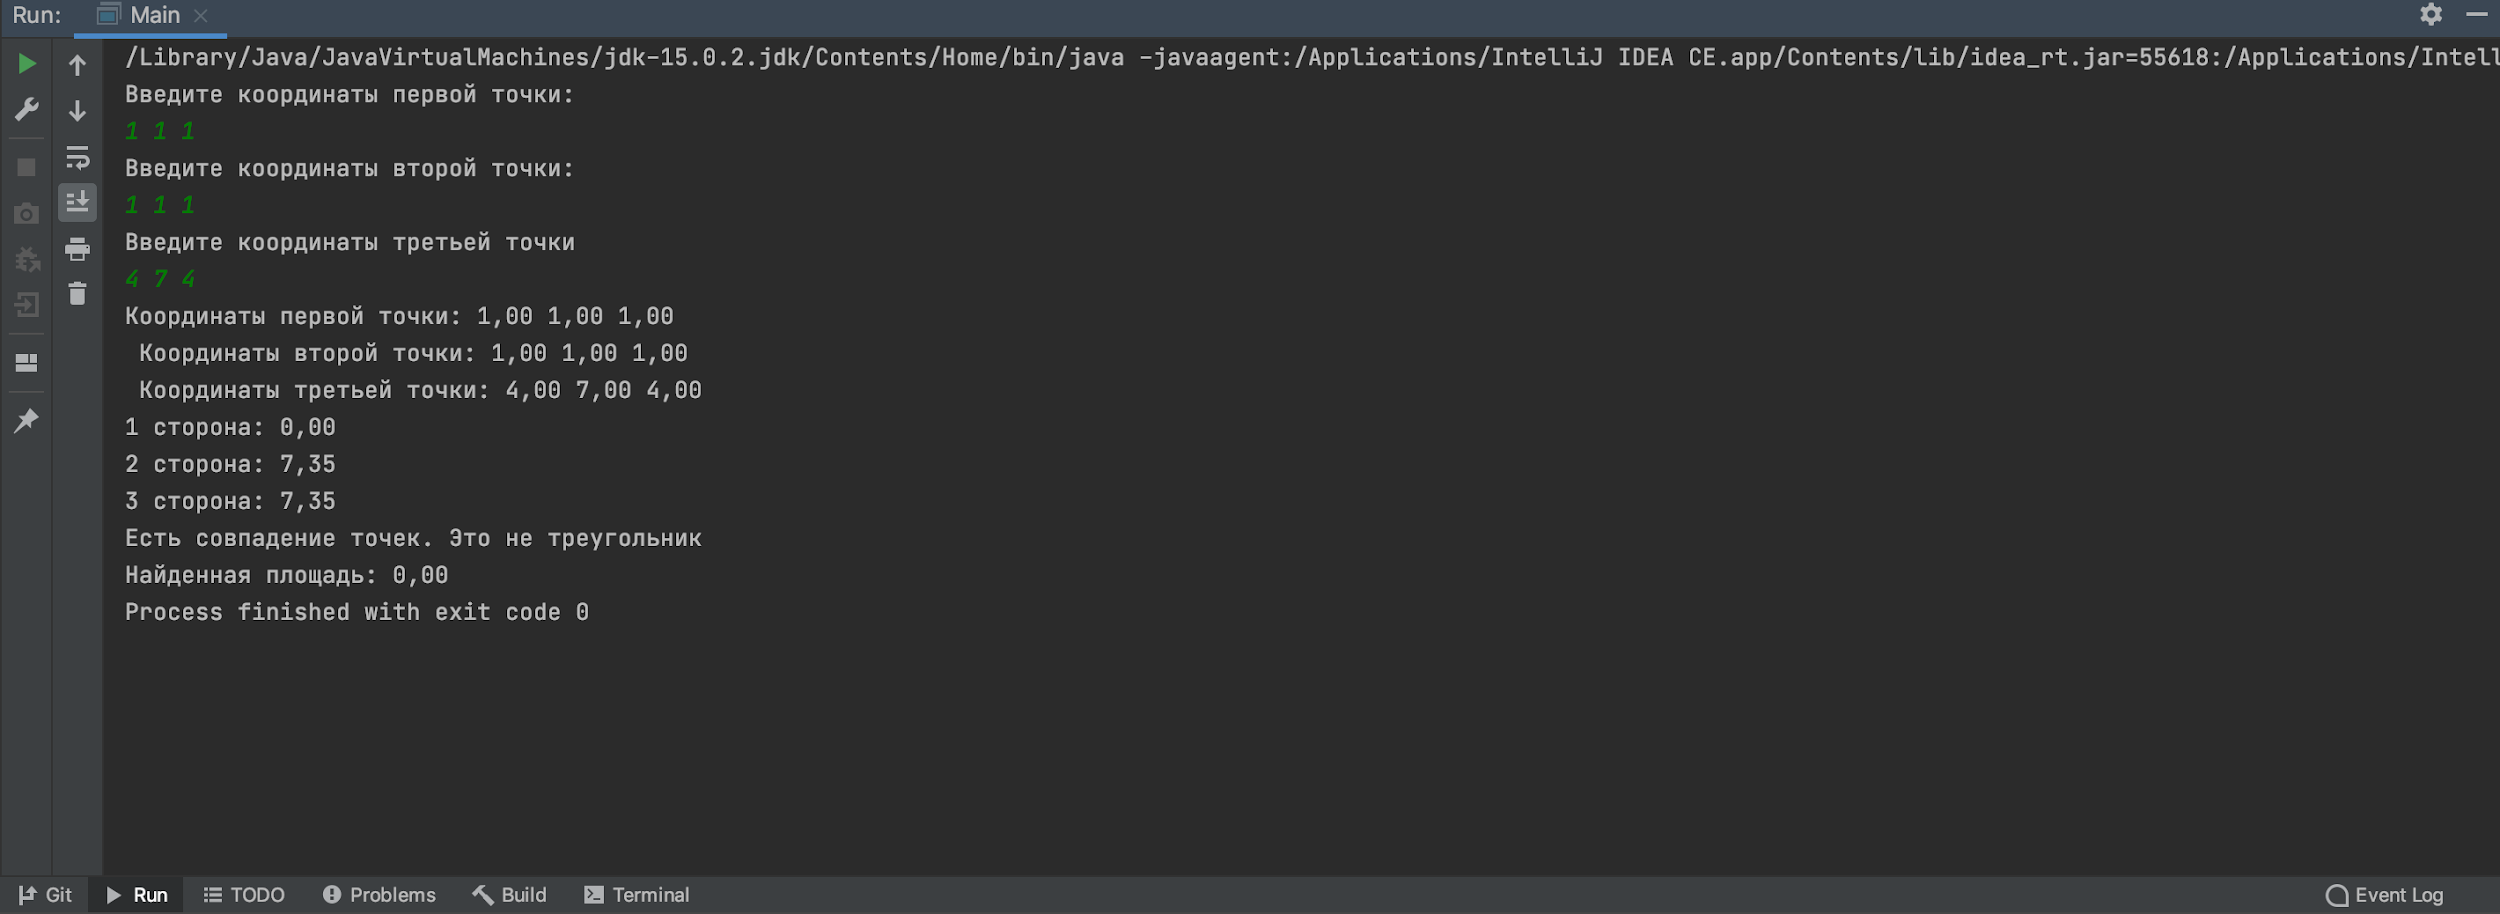 Run: Main
/Library/Java/JavaVirtualMachines/jdk-15.0.2.jdk/Contents/Home/bin/java -javaagent:/Applications/IntelliJ IDEA CE.app/Contents/lib/idea_rt.jar=55618:/Applications/Intell
Введите координаты первой точки:
1 1 1
Введите координаты второй точки:
1 1 1
Введите координаты третьей точки
4 7 4
Координаты первой точки: 1,00 1,00 1,00
Координаты второй точки: 1,00 1,00 1,00
Координаты третьей точки: 4,00 7,00 4,00
1 сторона: 0,00
2 сторона: 7,35
3 сторона: 7,35
Есть совпадение точек. Это не треугольник
Найденная площадь: 0,00
Process finished with exit code 0
Git Run TODO Problems Build Terminal Event Log